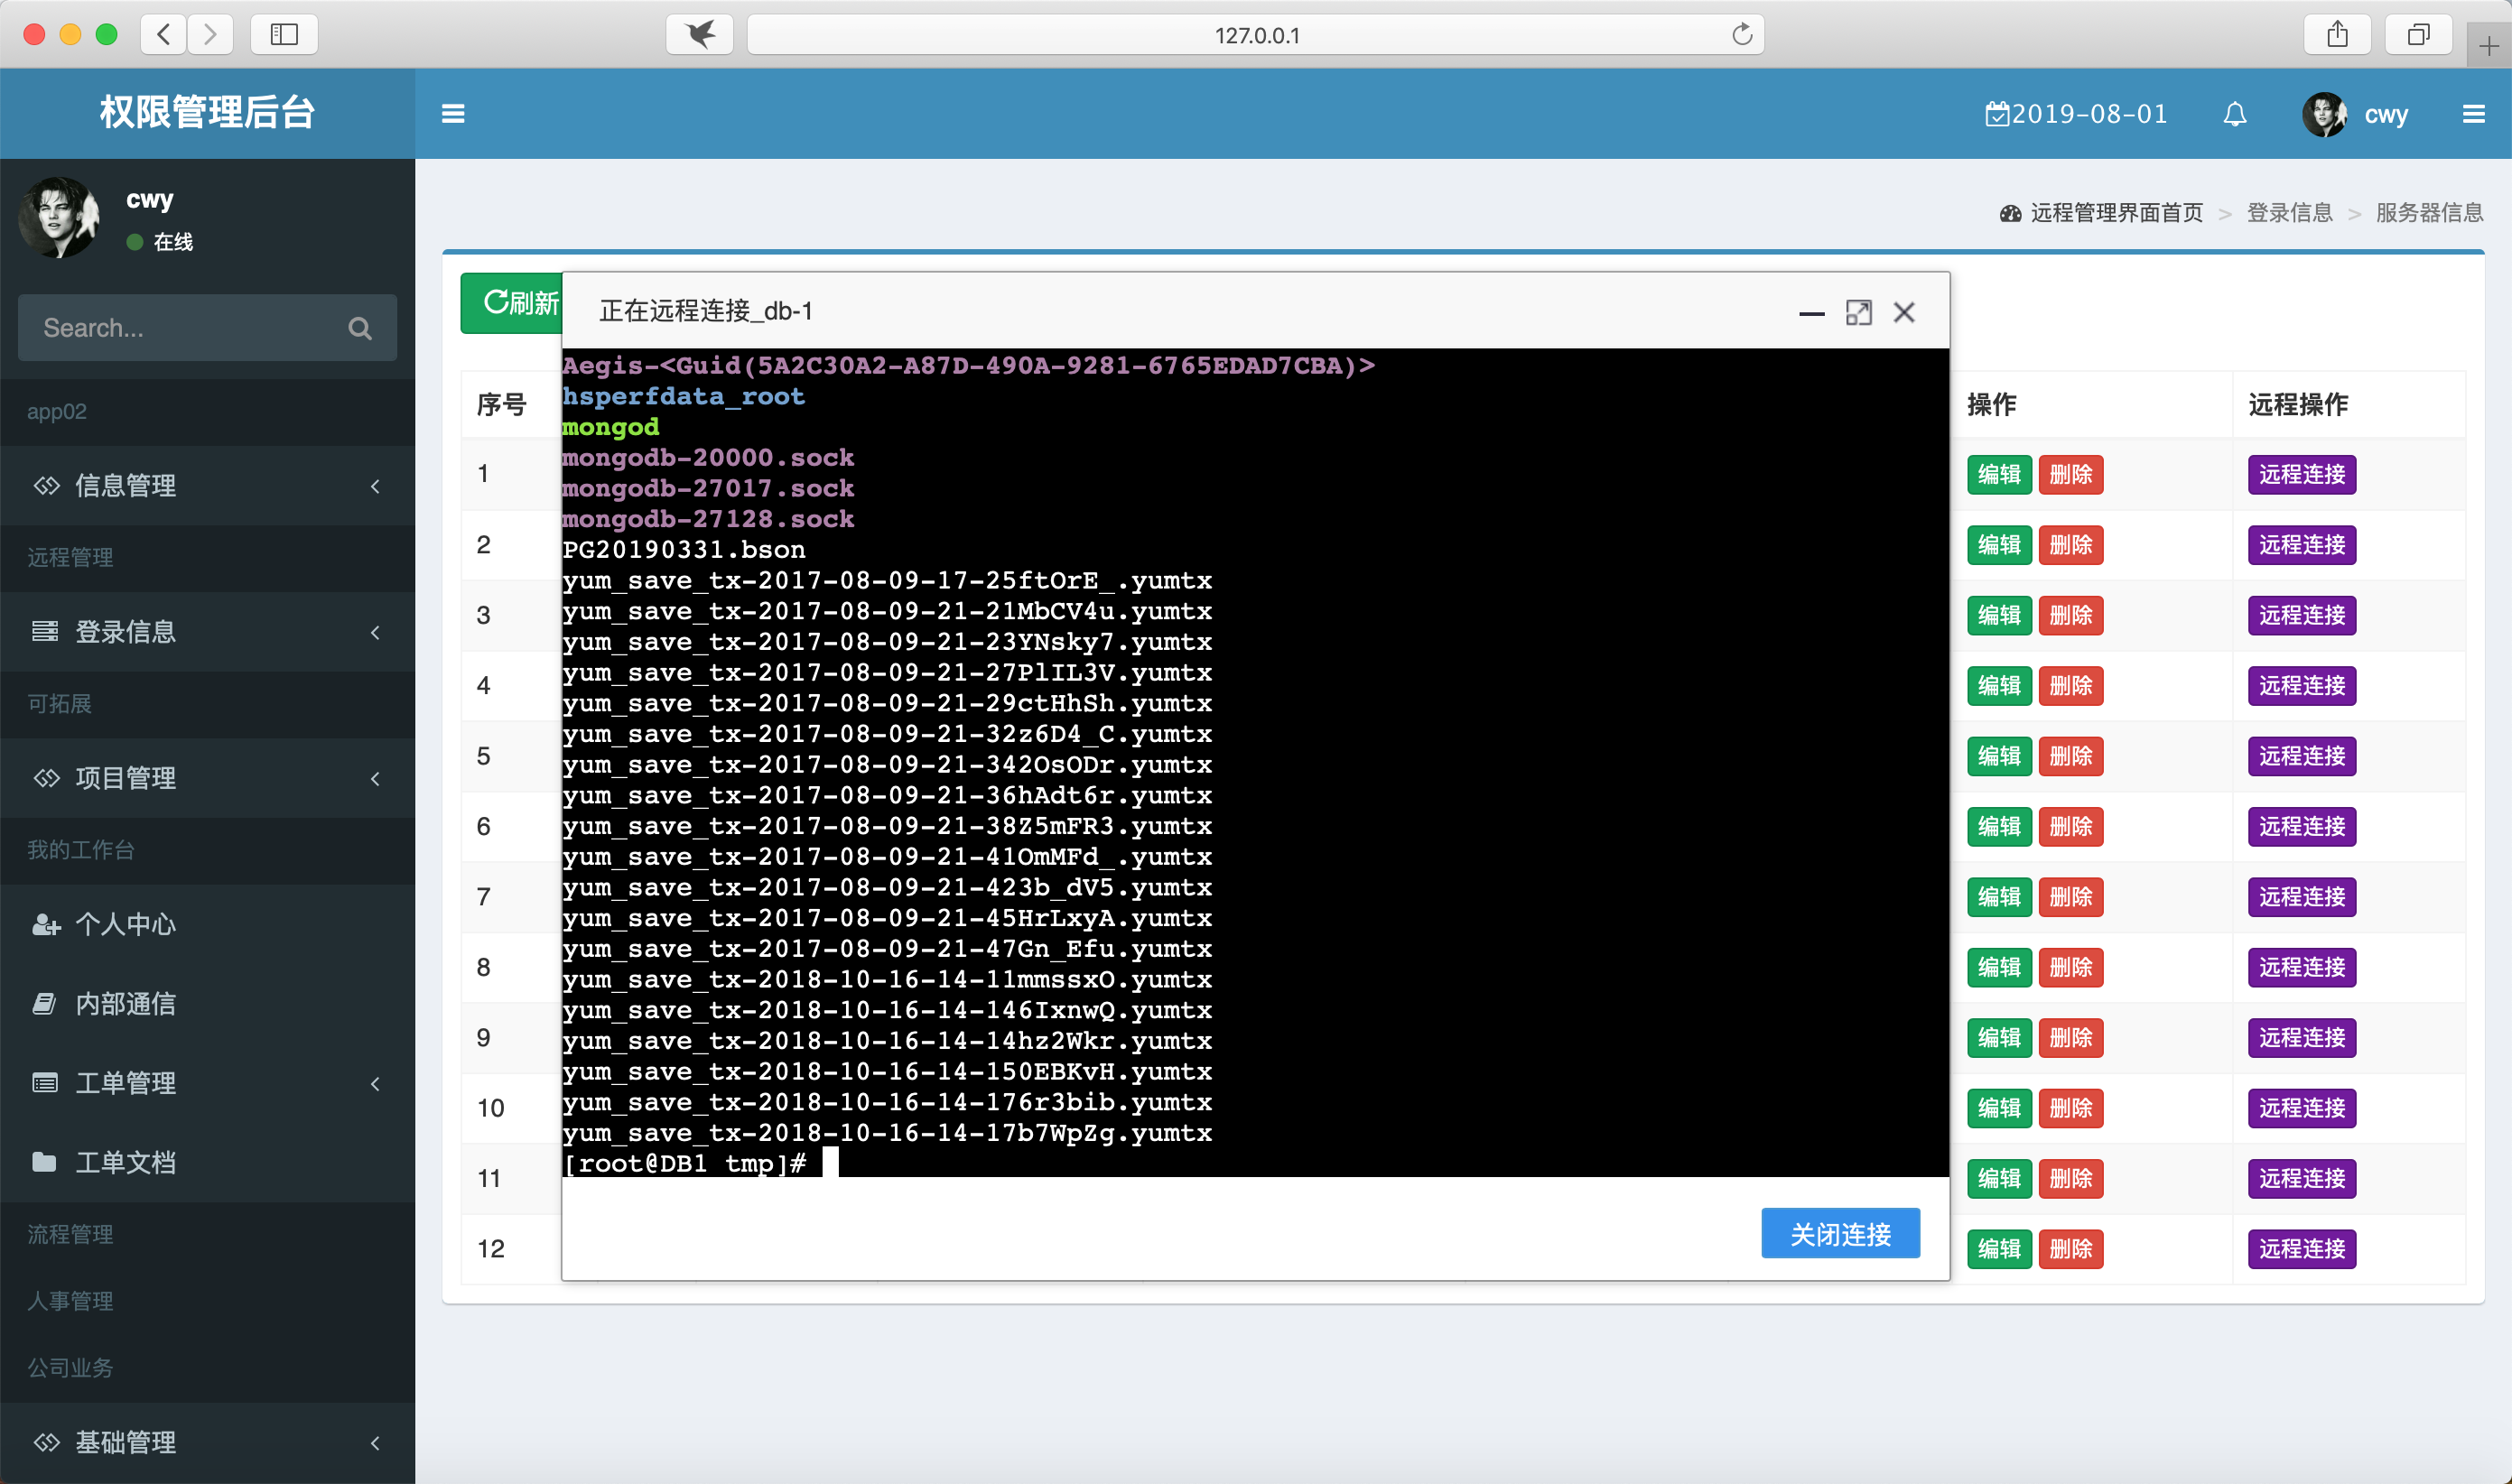 127.0.0.1
权限管理后台
2019-08-01
cwy
cwy
在线
Search...
app02
信息管理
远程管理
登录信息
可拓展
项目管理
我的工作台
个人中心
内部通信
工单管理
工单文档
流程管理
人事管理
公司业务
基础管理
远程管理界面首页 > 登录信息 > 服务器信息
刷新
正在远程连接_db-1
Aegis-<Guid(5A2C30A2-A87D-490A-9281-6765EDAD7CBA)>
hsperfdata_root
mongod
mongodb-20000.sock
mongodb-27017.sock
mongodb-27128.sock
PG20190331.bson
yum_save_tx-2017-08-09-17-25ftOrE_.yumtx
yum_save_tx-2017-08-09-21-21MbCV4u.yumtx
yum_save_tx-2017-08-09-21-23YNsky7.yumtx
yum_save_tx-2017-08-09-21-27PlIL3V.yumtx
yum_save_tx-2017-08-09-21-29ctHhSh.yumtx
yum_save_tx-2017-08-09-21-32z6D4_C.yumtx
yum_save_tx-2017-08-09-21-342OsODr.yumtx
yum_save_tx-2017-08-09-21-36hAdt6r.yumtx
yum_save_tx-2017-08-09-21-38Z5mFR3.yumtx
yum_save_tx-2017-08-09-21-41OmMFd_.yumtx
yum_save_tx-2017-08-09-21-423b_dV5.yumtx
yum_save_tx-2017-08-09-21-45HrLxyA.yumtx
yum_save_tx-2017-08-09-21-47Gn_Efu.yumtx
yum_save_tx-2018-10-16-14-11mmssxO.yumtx
yum_save_tx-2018-10-16-14-146IxnwQ.yumtx
yum_save_tx-2018-10-16-14-14hz2Wkr.yumtx
yum_save_tx-2018-10-16-14-150EBKvH.yumtx
yum_save_tx-2018-10-16-14-176r3bib.yumtx
yum_save_tx-2018-10-16-14-17b7WpZg.yumtx
[root@DB1 tmp]#
关闭连接
序号 操作 远程操作
1 编辑 删除 远程连接
2 编辑 删除 远程连接
3 编辑 删除 远程连接
4 编辑 删除 远程连接
5 编辑 删除 远程连接
6 编辑 删除 远程连接
7 编辑 删除 远程连接
8 编辑 删除 远程连接
9 编辑 删除 远程连接
10 编辑 删除 远程连接
11 编辑 删除 远程连接
12 编辑 删除 远程连接